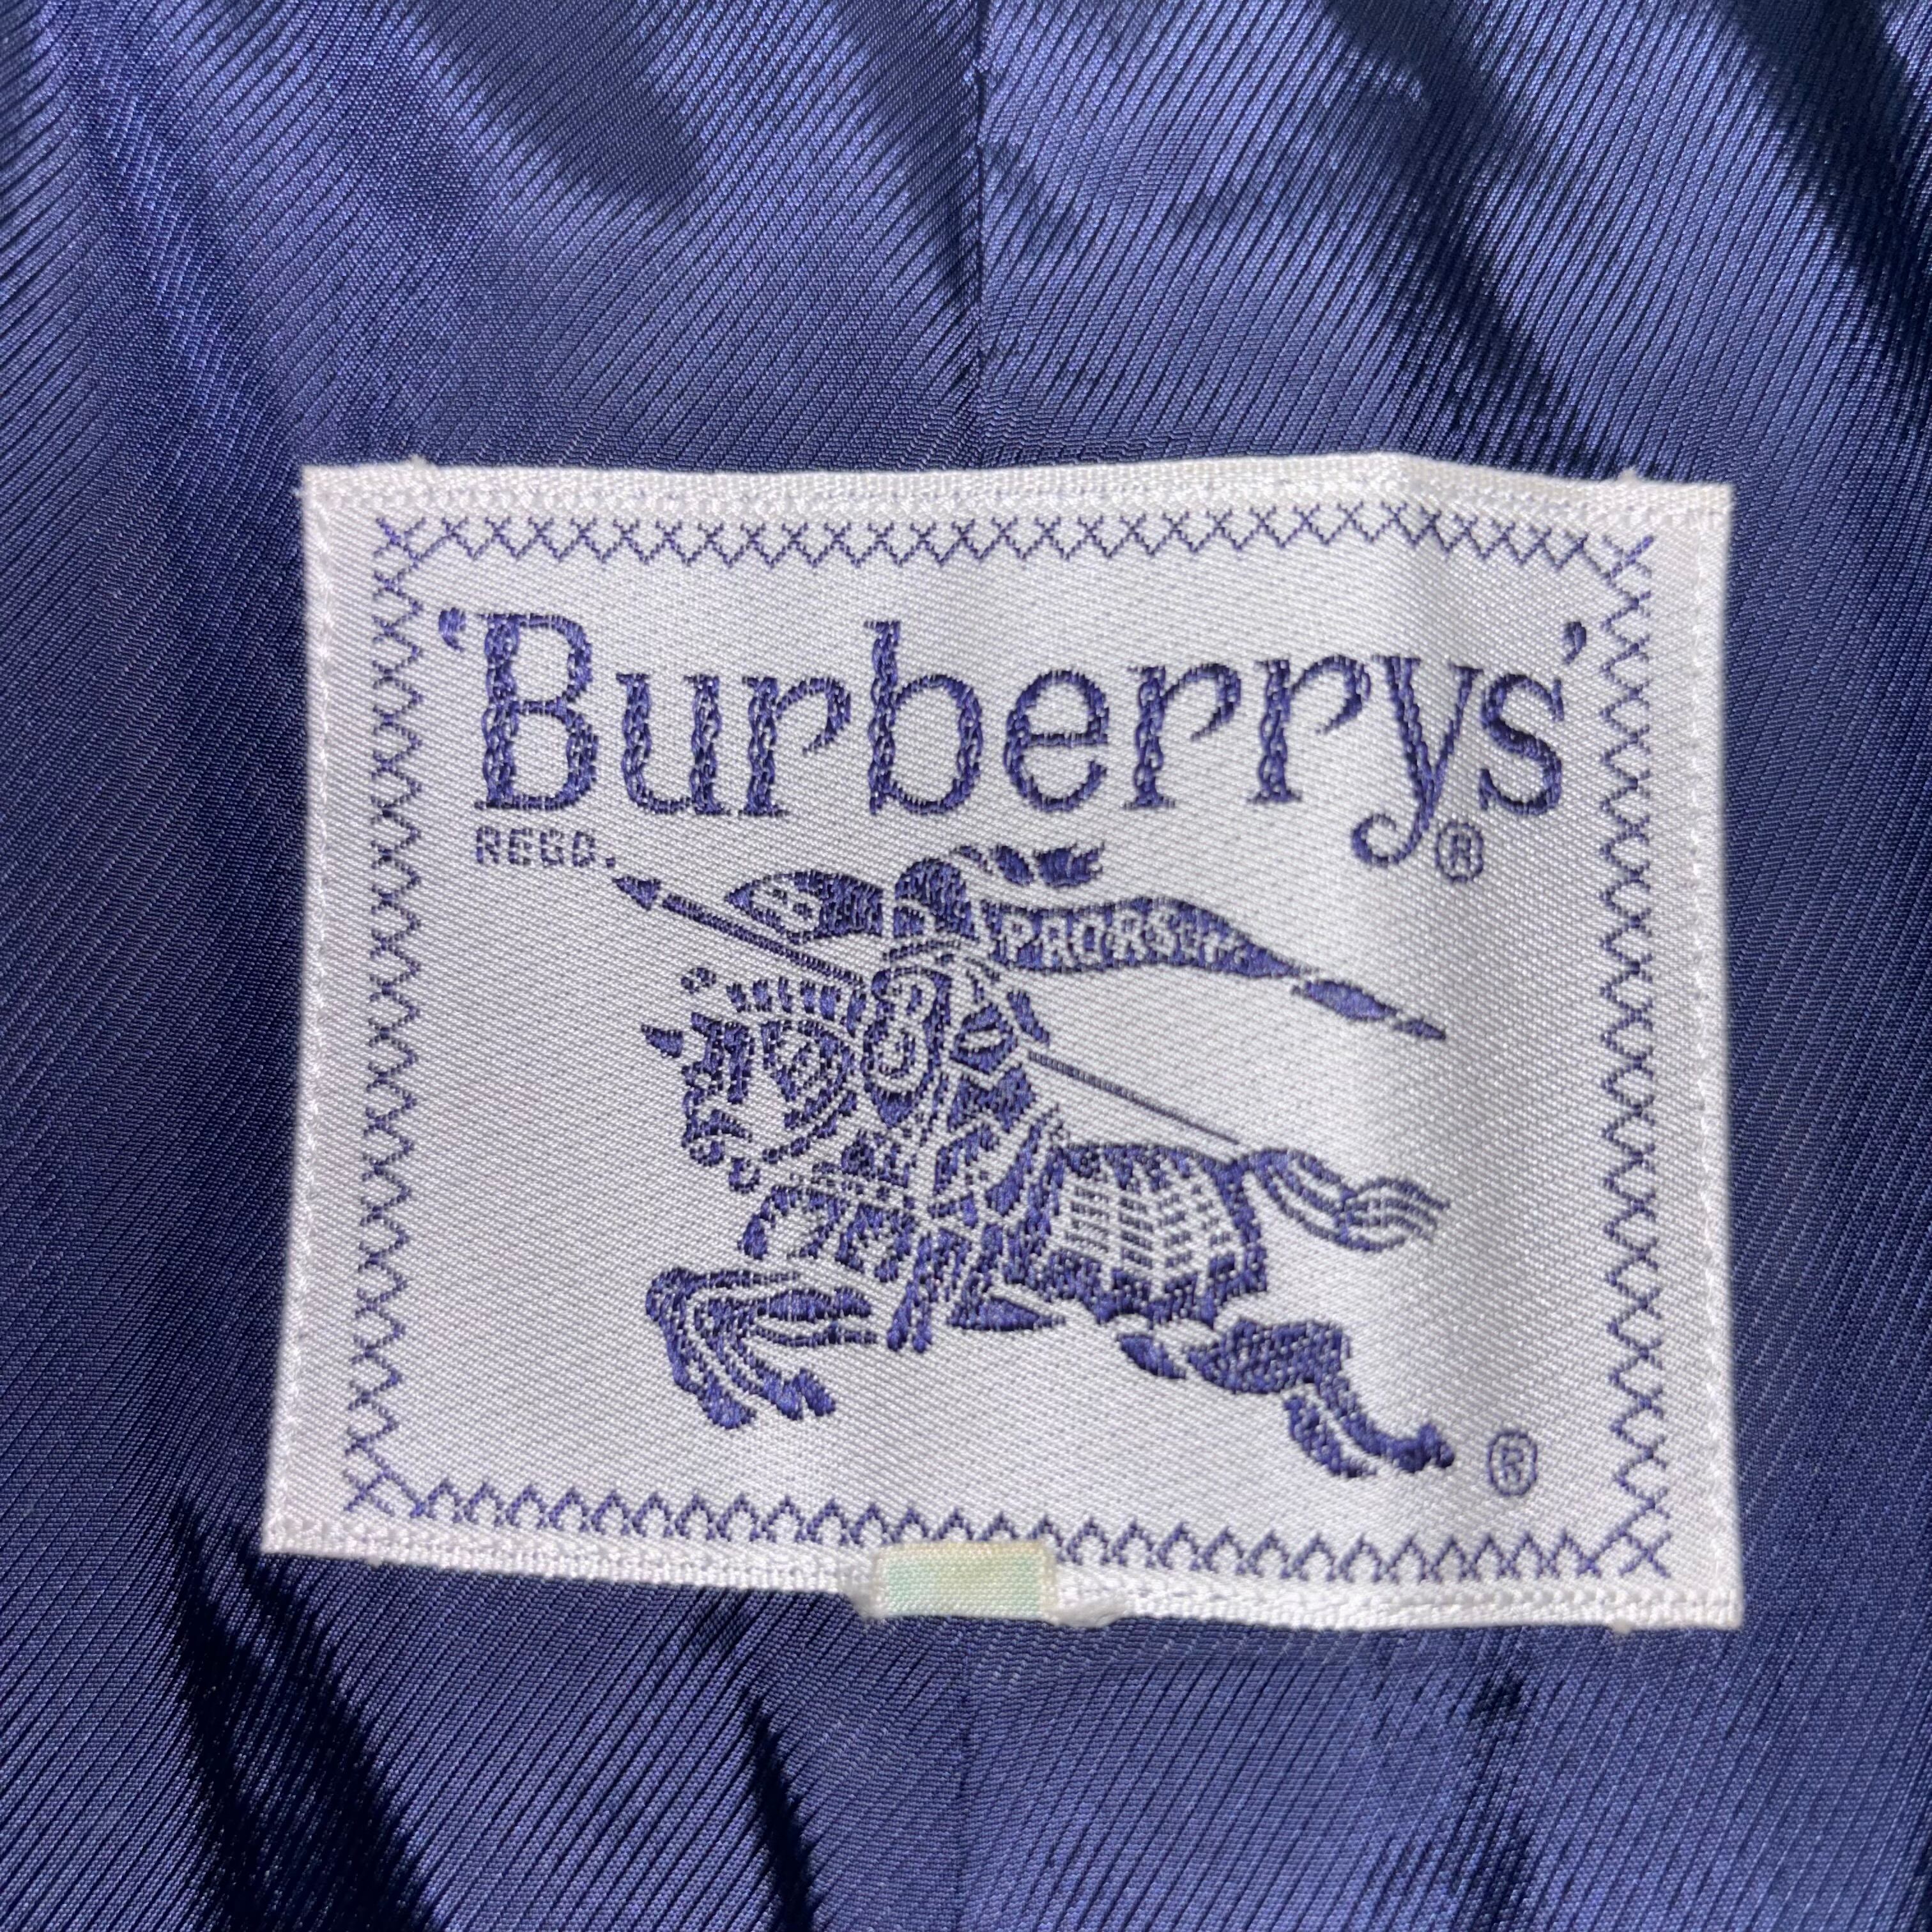 'Burberrys'
REGD.
®
PRORSUM
®